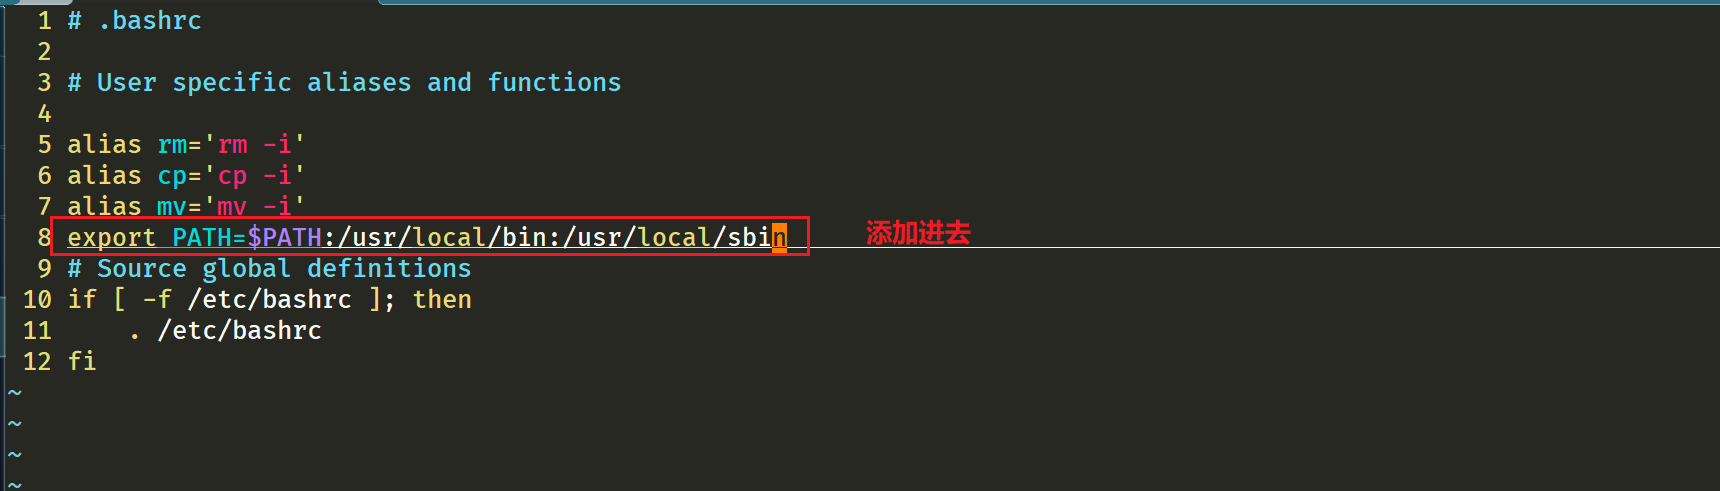 1 # .bashrc
2
3 # User specific aliases and functions
4
5 alias rm='rm -i'
6 alias cp='cp -i'
7 alias mv='mv -i'
8 export PATH=$PATH:/usr/local/bin:/usr/local/sbin 添加进去
9 # Source global definitions
10 if [ -f /etc/bashrc ]; then
11     . /etc/bashrc
12 fi
~
~
~
~